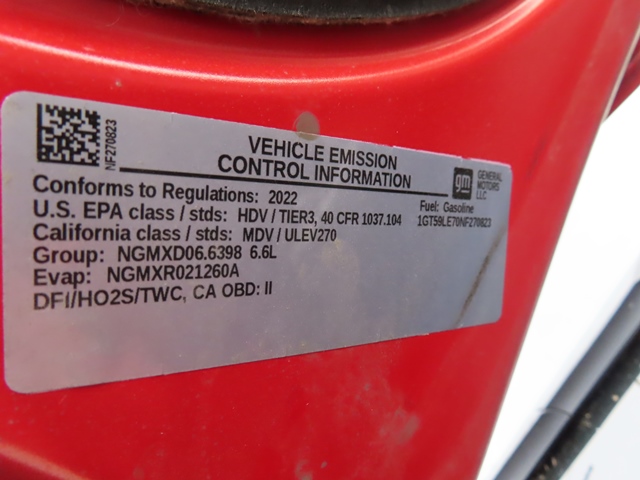 NF270823
VEHICLE EMISSION
CONTROL INFORMATION
gm GENERAL
MOTORS
LLC
Conforms to Regulations: 2022
Fuel: Gasoline
U.S. EPA class / stds: HDV / TIER3, 40 CFR 1037.104
1GT59LE70NF270823
California class / stds: MDV / ULEV270
Group: NGMXD06.6398 6.6L
Evap: NGMXR021260A
DFI/HO2S/TWC, CA OBD: II